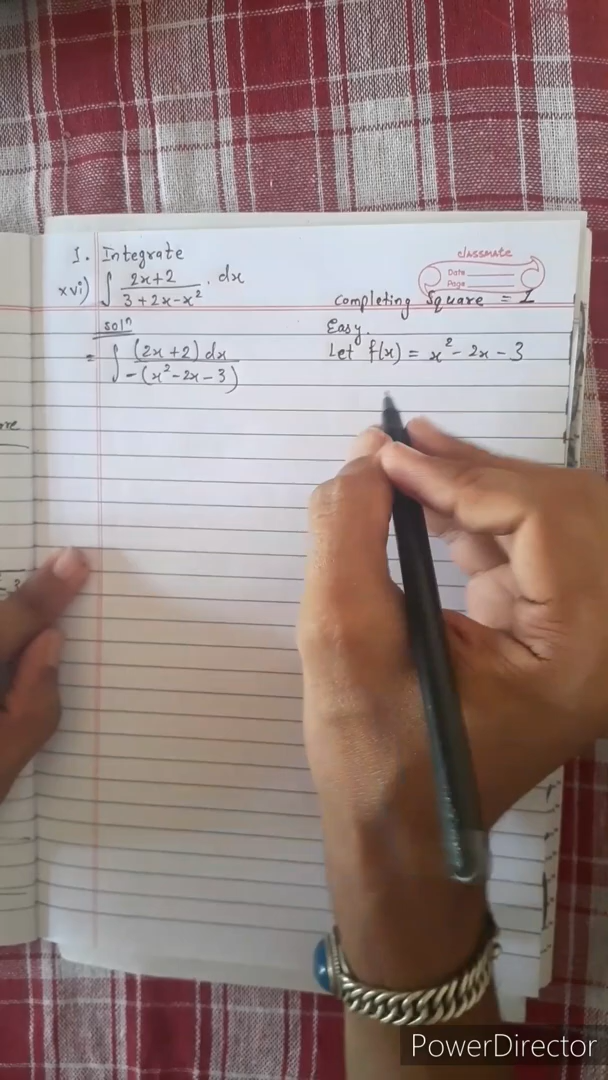 1. Integrate
xvi) ∫ (2x+2)/(3+2x-x²) . dx
classmate
Date
Page
completing square = 1
solⁿ
Easy.
= ∫ (2x+2) dx / -(x²-2x-3)
Let f(x) = x²-2x-3
PowerDirector